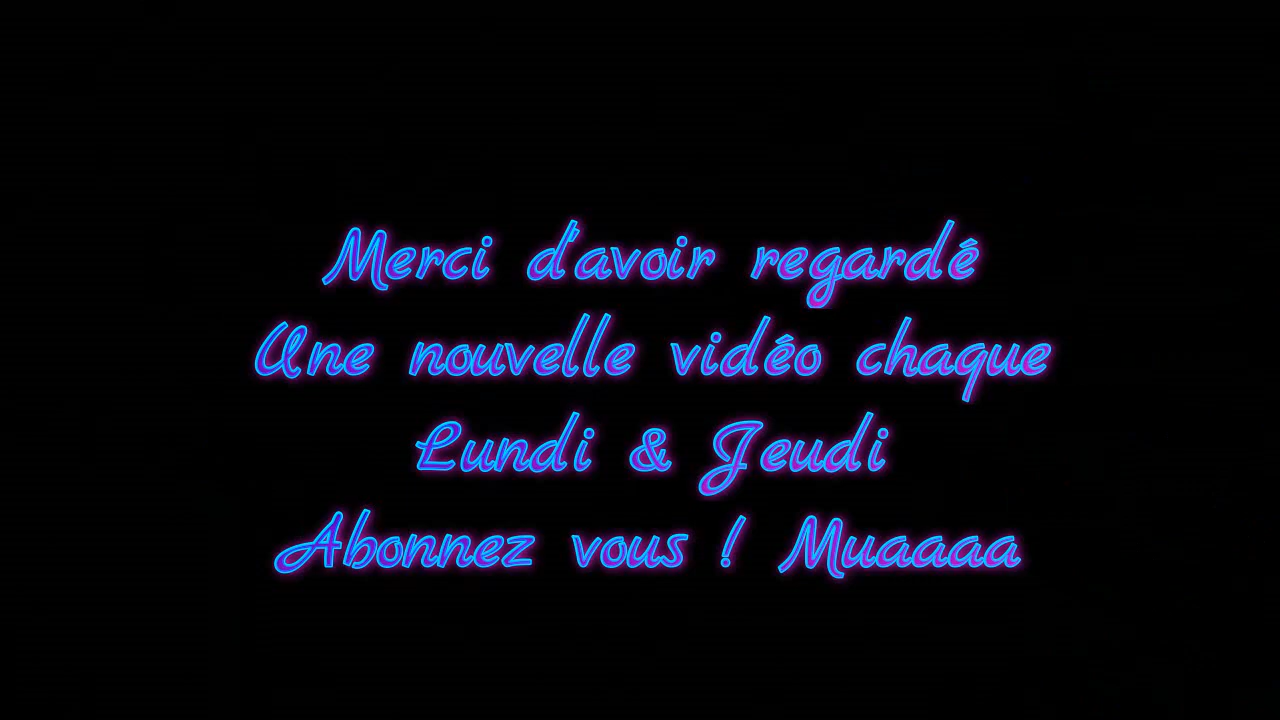 Merci d'avoir regardé
Une nouvelle vidéo chaque
Lundi & Jeudi
Abonnez vous ! Muaaaa